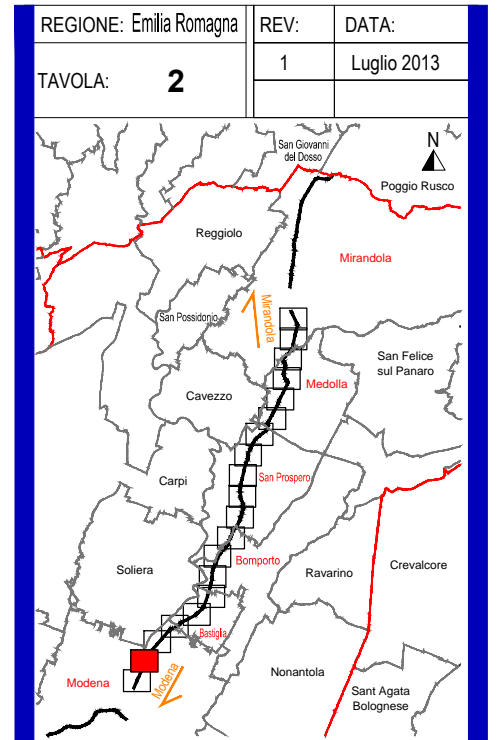 REGIONE: Emilia Romagna
REV:
DATA:
TAVOLA: 2
1
Luglio 2013
San Giovanni
del Dosso
N
Poggio Rusco
Reggiolo
Mirandola
Mirandola
San Possidonio
San Felice
sul Panaro
Medolla
Cavezzo
San Prospero
Carpi
Bomporto
Crevalcore
Soliera
Ravarino
Bastiglia
Modena
Modena
Nonantola
Sant Agata
Bolognese